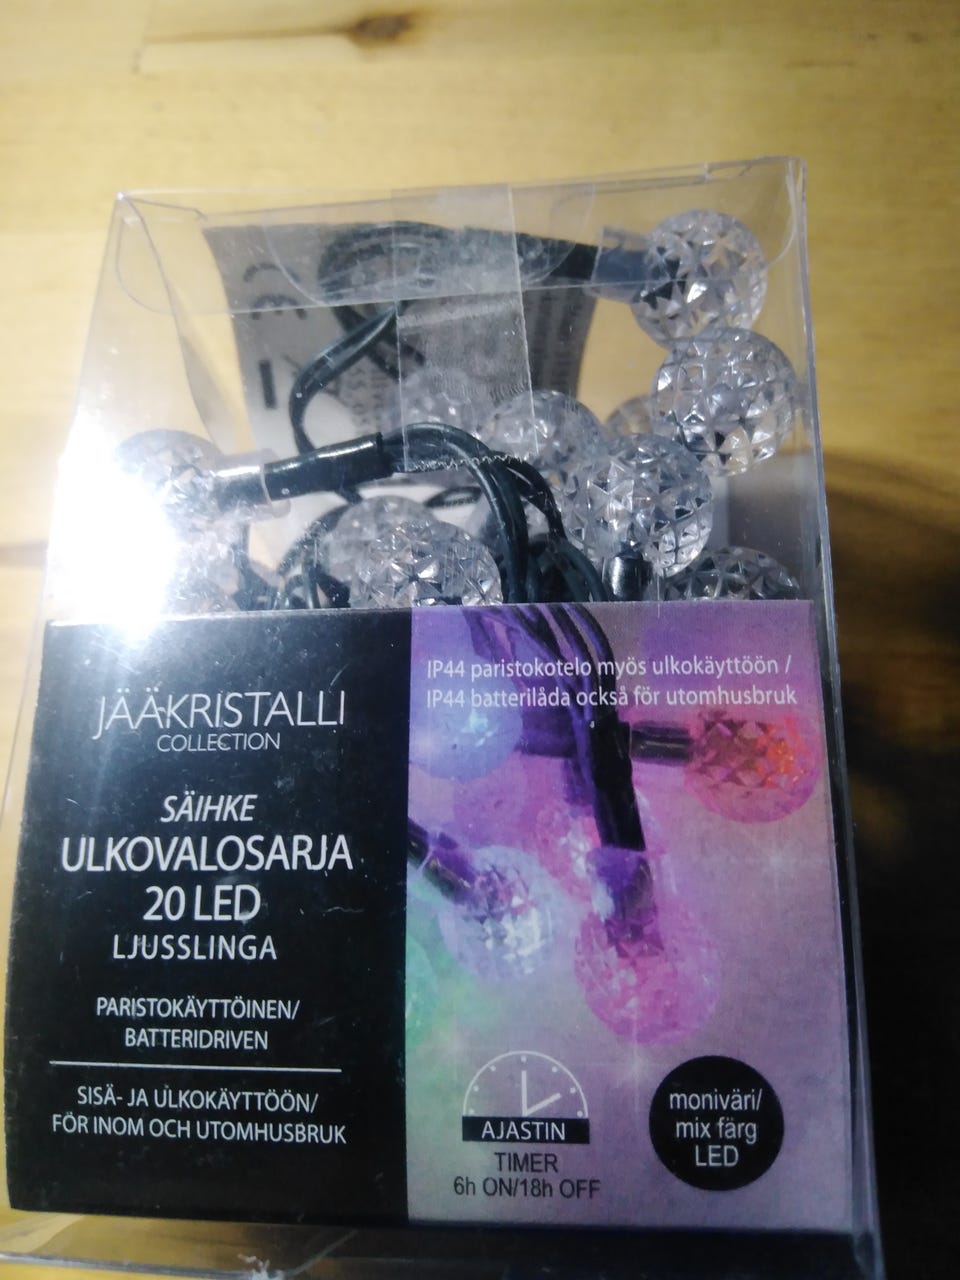 JÄÄKRISTALLI
COLLECTION
SÄIHKE
ULKOVALOSARJA
20 LED
LJUSSLINGA
PARISTOKÄYTTÖINEN/
BATTERIDRIVEN
SISÄ- JA ULKOKÄYTTÖÖN/
FÖR INOM OCH UTOMHUSBRUK
IP44 paristokotelo myös ulkokäyttöön /
IP44 batterilåda också för utomhusbruk
AJASTIN
TIMER
6h ON/18h OFF
moniväri/
mix färg
LED